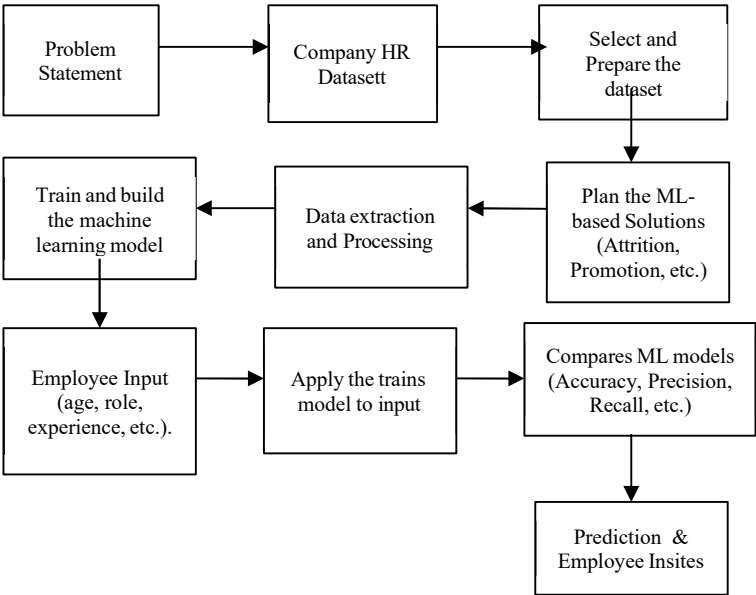 Problem
Statement
Company HR
Datasett
Select and
Prepare the
dataset
Plan the ML-
based Solutions
(Attrition,
Promotion, etc.)
Data extraction
and Processing
Train and build
the machine
learning model
Employee Input
(age, role,
experience, etc.).
Apply the trains
model to input
Compares ML models
(Accuracy, Precision,
Recall, etc.)
Prediction &
Employee Insites